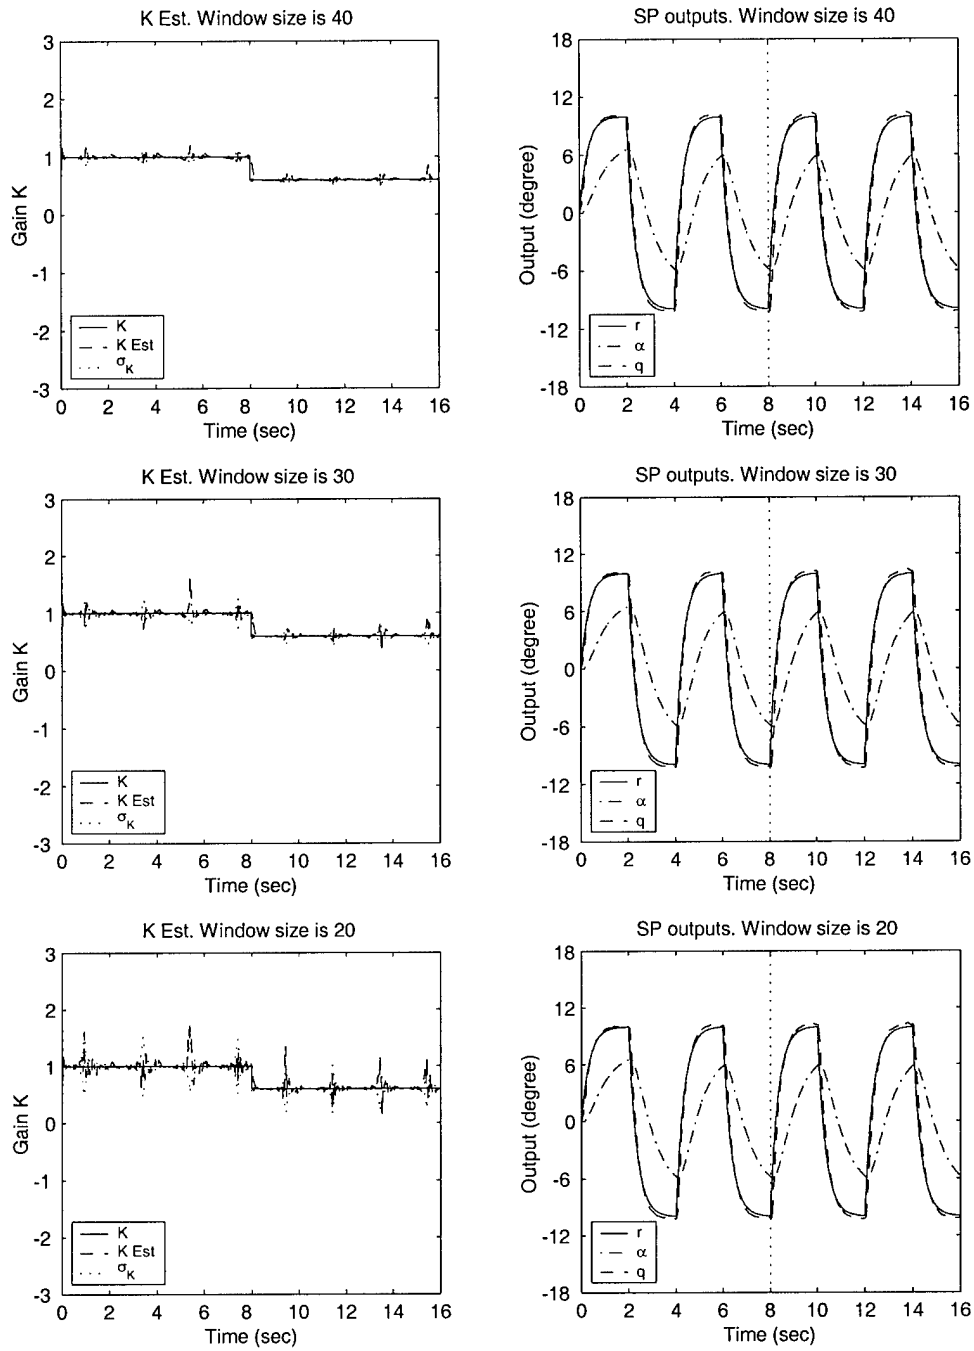 K Est. Window size is 40
3
2
1
0
-1
-2
-3
Gain K
K
K Est
σK
0 2 4 6 8 10 12 14 16
Time (sec)
SP outputs. Window size is 40
18
12
6
0
-6
-12
-18
Output (degree)
r
α
q
0 2 4 6 8 10 12 14 16
Time (sec)
K Est. Window size is 30
3
2
1
0
-1
-2
-3
Gain K
K
K Est
σK
0 2 4 6 8 10 12 14 16
Time (sec)
SP outputs. Window size is 30
18
12
6
0
-6
-12
-18
Output (degree)
r
α
q
0 2 4 6 8 10 12 14 16
Time (sec)
K Est. Window size is 20
3
2
1
0
-1
-2
-3
Gain K
K
K Est
σK
0 2 4 6 8 10 12 14 16
Time (sec)
SP outputs. Window size is 20
18
12
6
0
-6
-12
-18
Output (degree)
r
α
q
0 2 4 6 8 10 12 14 16
Time (sec)